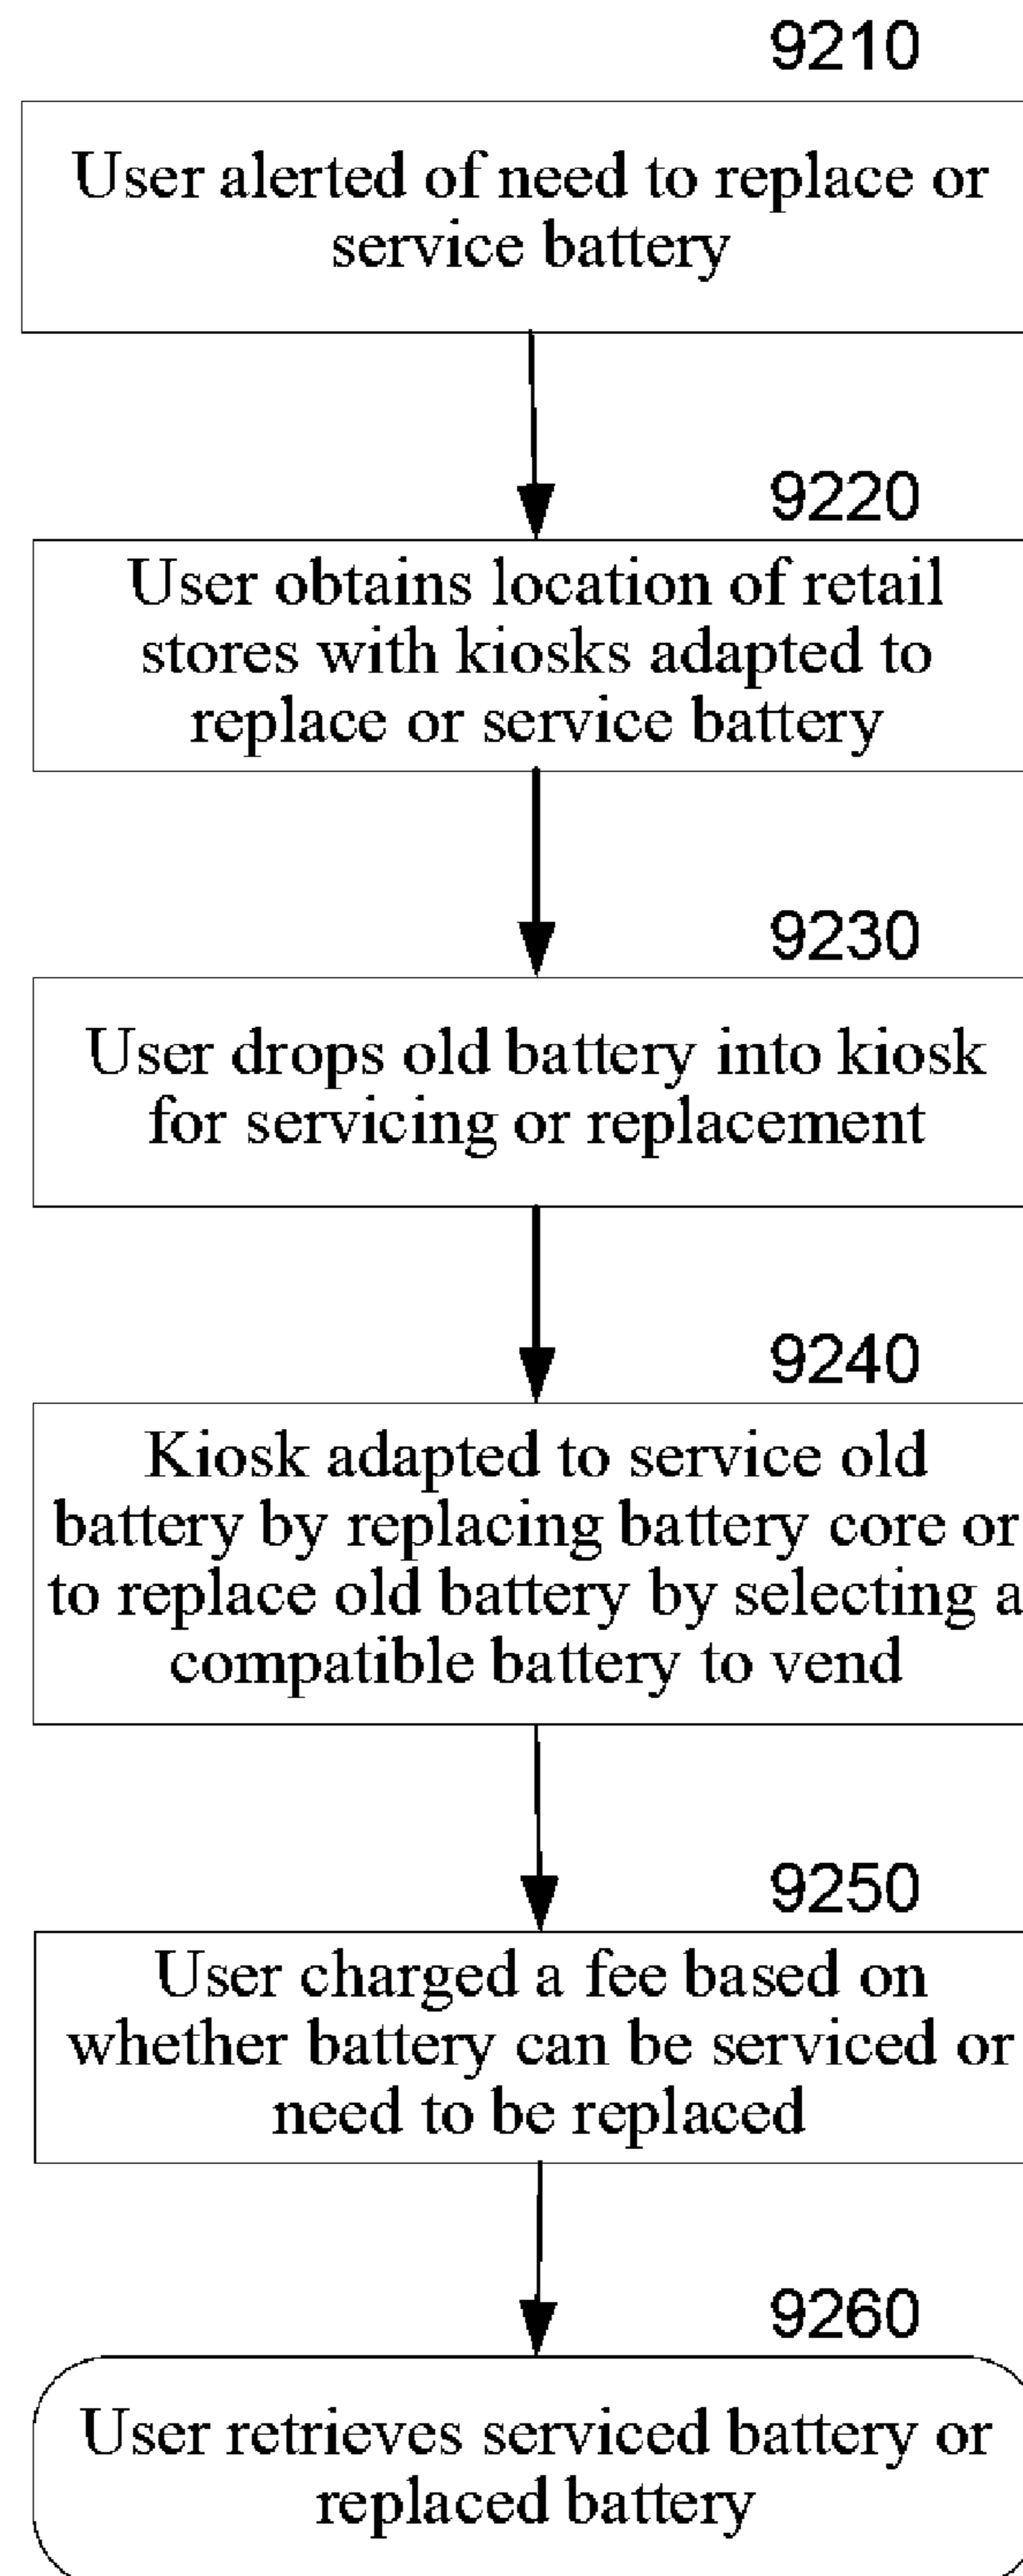 9210
User alerted of need to replace or
service battery
9220
User obtains location of retail
stores with kiosks adapted to
replace or service battery
9230
User drops old battery into kiosk
for servicing or replacement
9240
Kiosk adapted to service old
battery by replacing battery core or
to replace old battery by selecting a
compatible battery to vend
9250
User charged a fee based on
whether battery can be serviced or
need to be replaced
9260
User retrieves serviced battery or
replaced battery